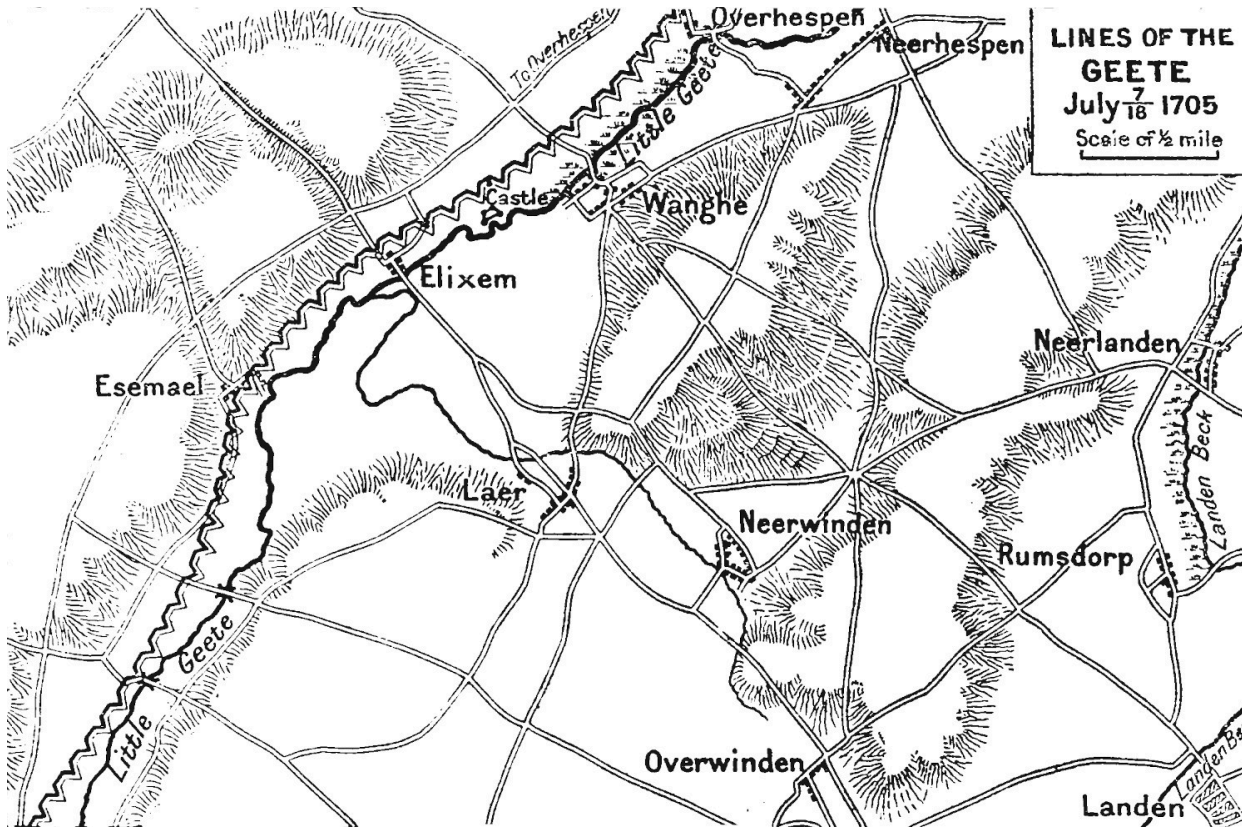 LINES OF THE
GEETE
July 7/18 1705
Scale of ½ mile
Overhespen
Neerhespen
To
Little Geete
Castle
Wanghe
Elixem
Neerlanden
Esemael
Landen Beck
Laer
Neerwinden
Rumsdorp
Little Geete
Overwinden
Landen
Landen